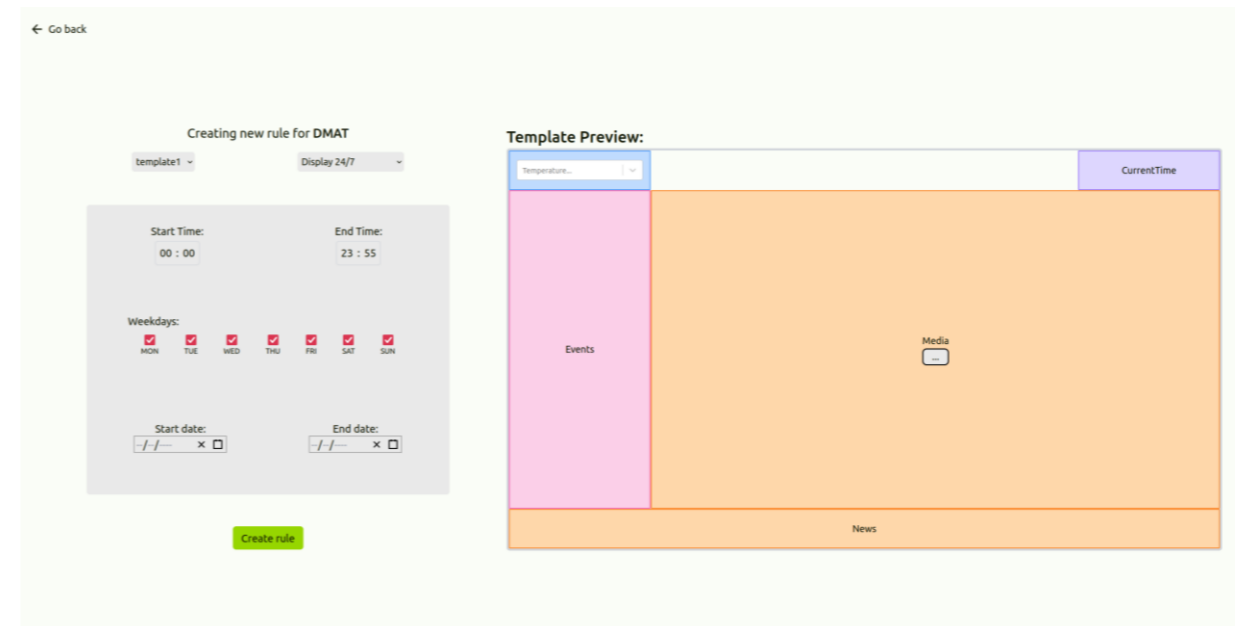 ← Go back
Creating new rule for DMAT
template1
Display 24/7
Start Time:
End Time:
00 : 00
23 : 55
Weekdays:
MON TUE WED THU FRI SAT SUN
Start date:
End date:
--/--/----
--/--/----
Create rule
Template Preview:
Temperature...
CurrentTime
Events
Media
...
News